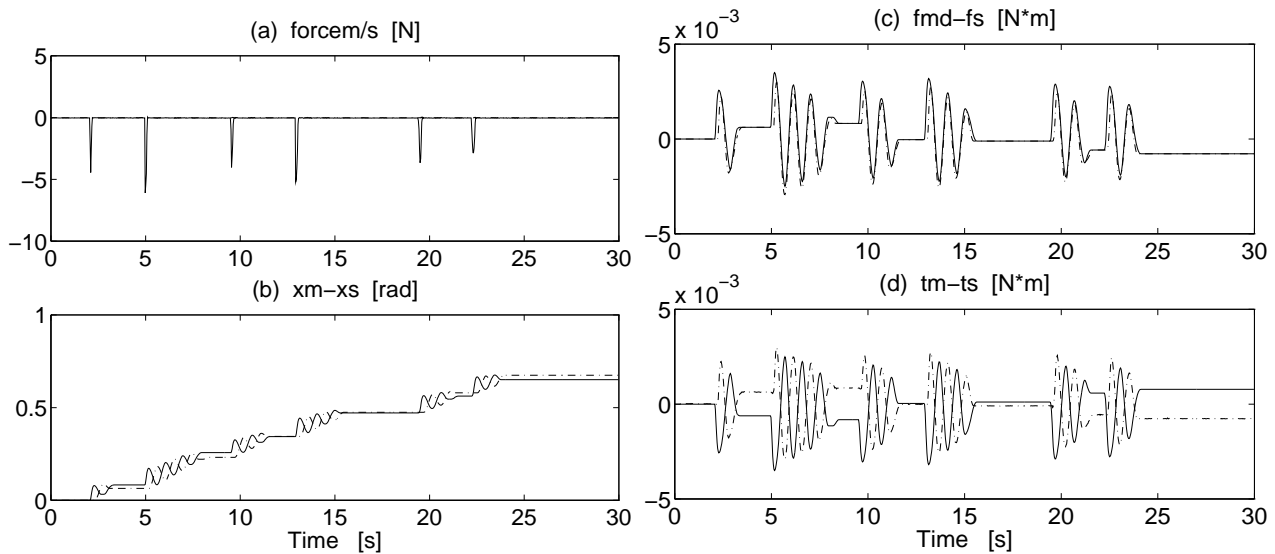 (a) forcem/s [N]
5
0
−5
−10
0 5 10 15 20 25 30
(b) xm−xs [rad]
1
0.5
0
0 5 10 15 20 25 30
Time [s]
(c) fmd−fs [N*m]
5 x 10⁻³
0
−5
0 5 10 15 20 25 30
(d) tm−ts [N*m]
5 x 10⁻³
0
−5
0 5 10 15 20 25 30
Time [s]